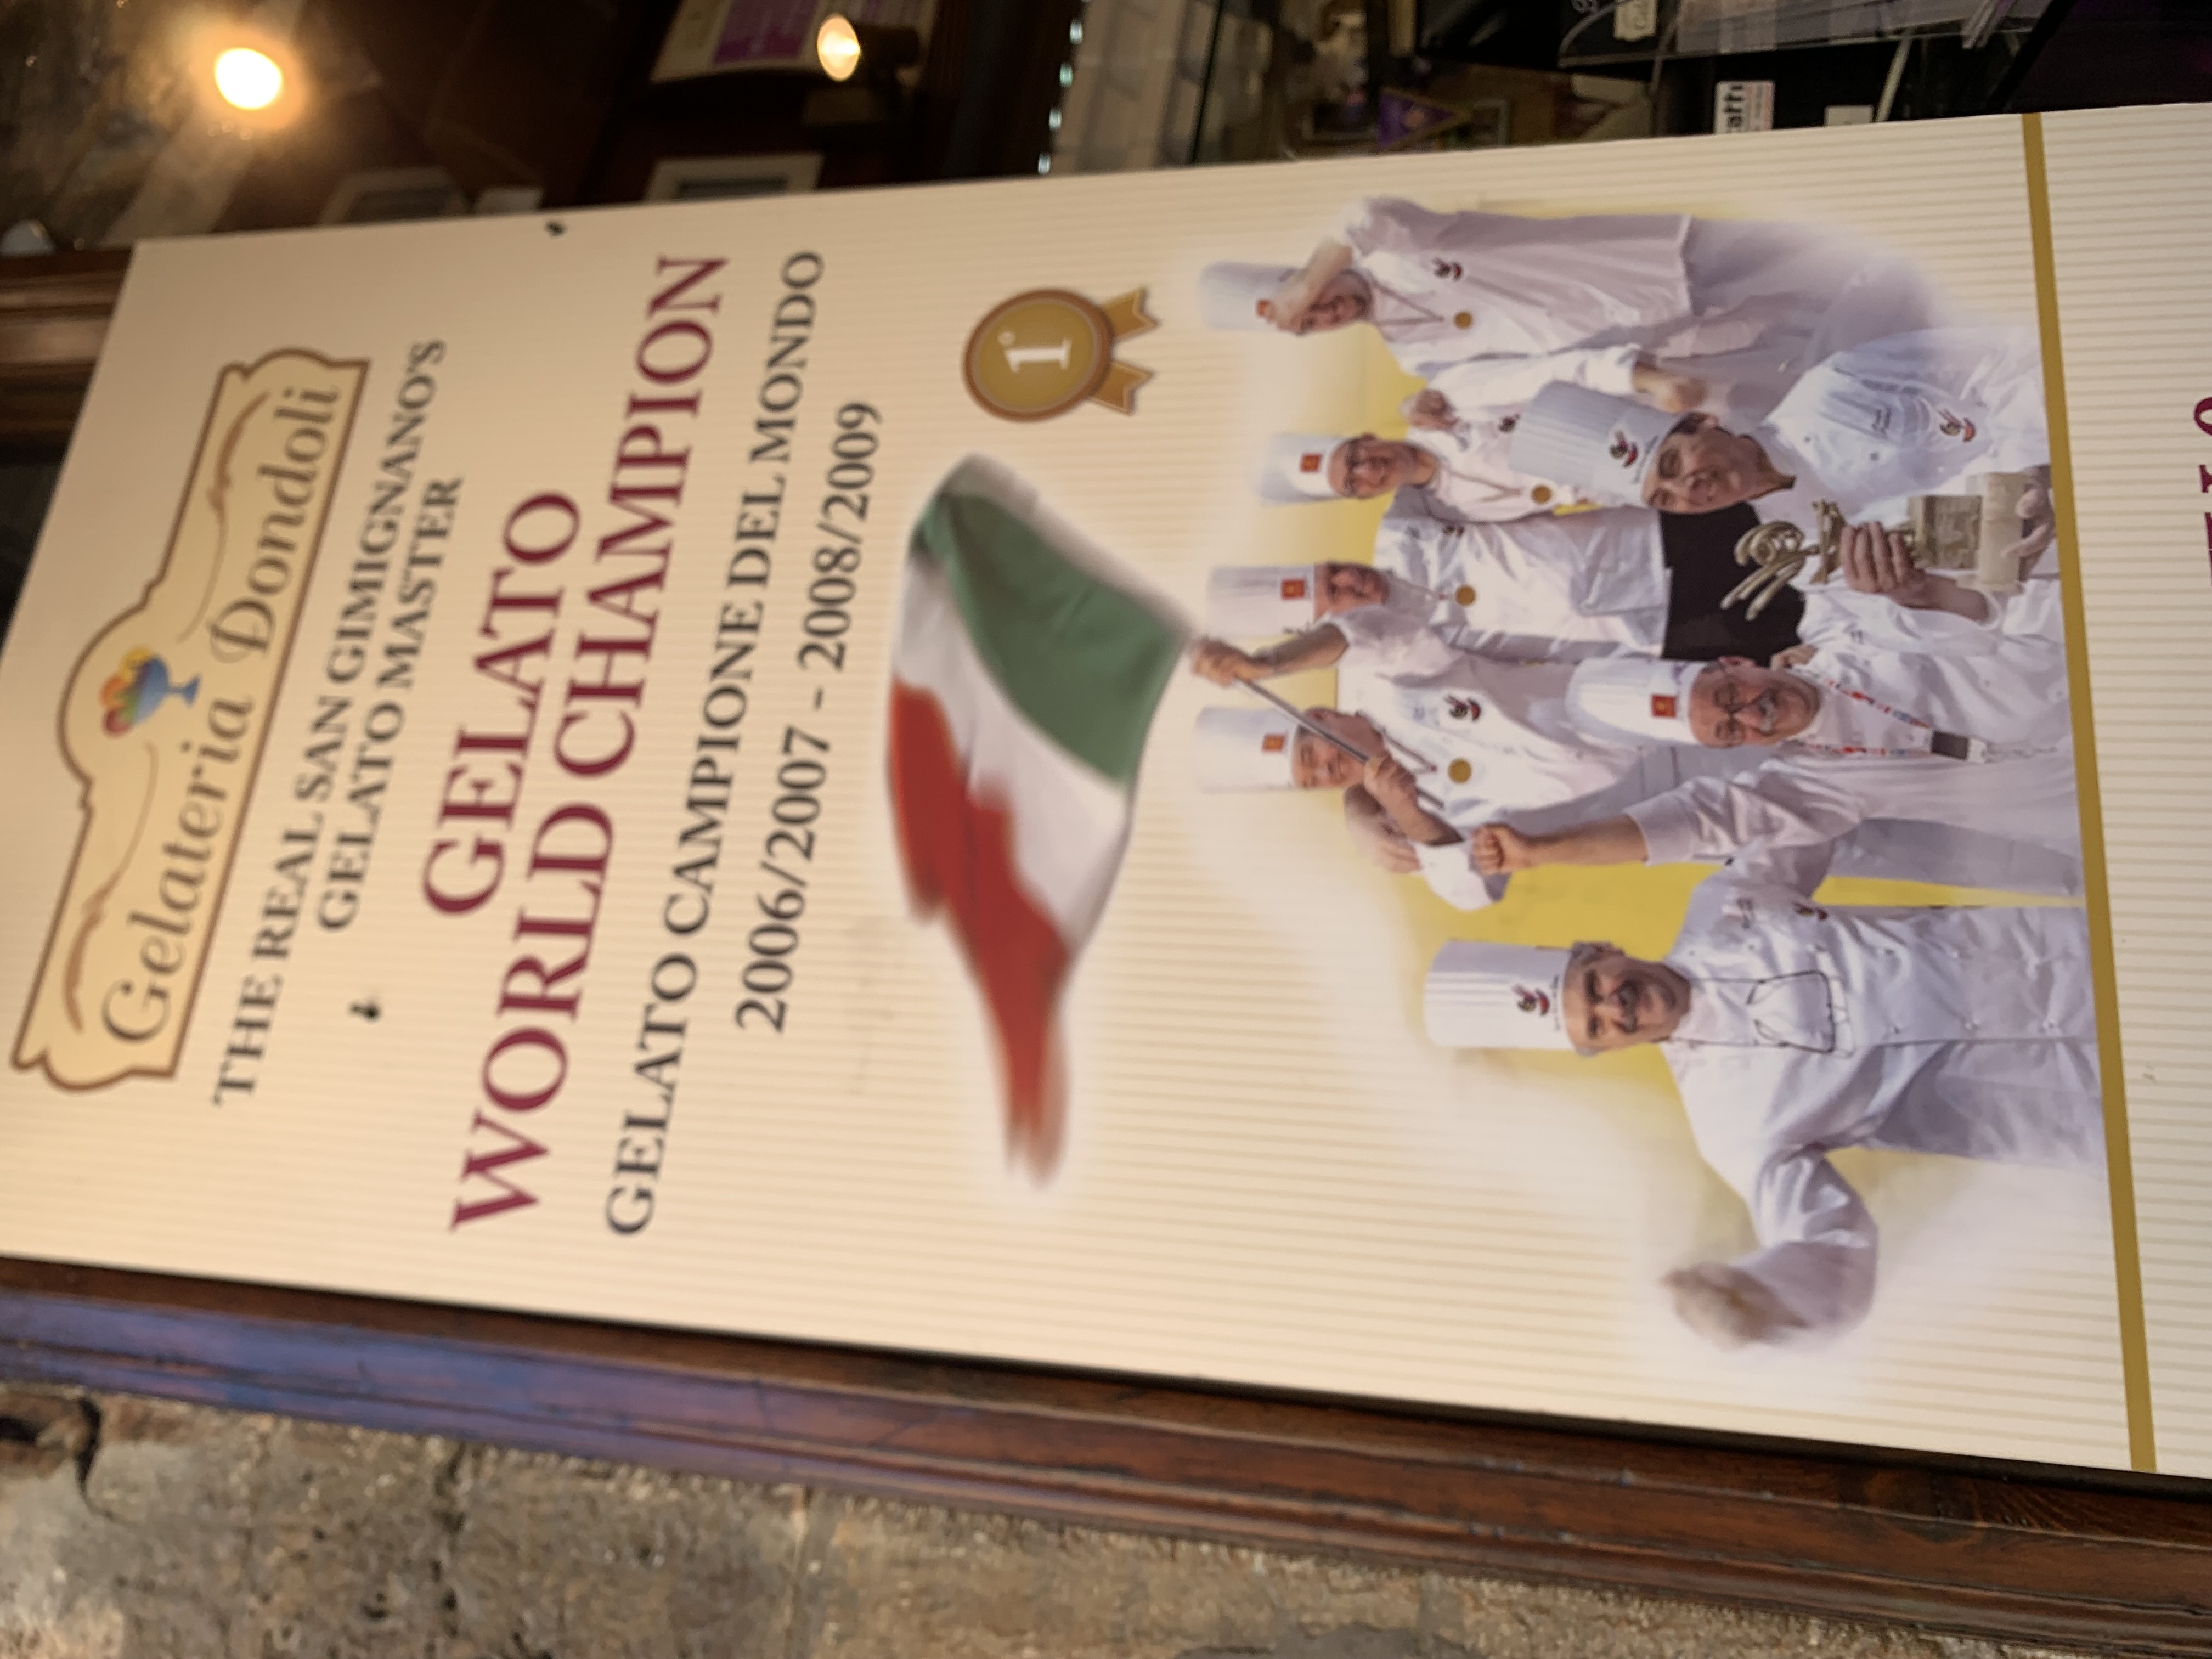 Gelateria Dondoli
THE REAL SAN GIMIGNANO'S
GELATO MASTER
GELATO
WORLD CHAMPION
GELATO CAMPIONE DEL MONDO
2006/2007 - 2008/2009
1°